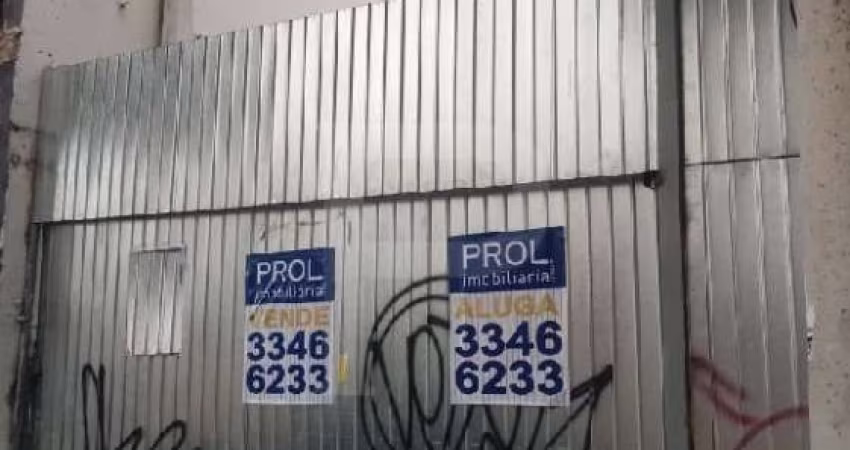 PROL
imobiliária
VENDE
3346
6233
PROL
imobiliária
ALUGA
3346
6233